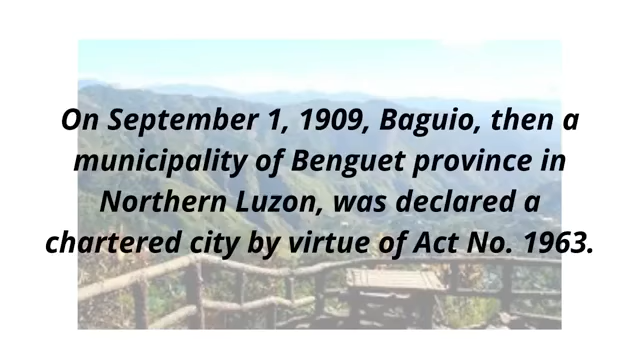 On September 1, 1909, Baguio, then a
municipality of Benguet province in
Northern Luzon, was declared a
chartered city by virtue of Act No. 1963.